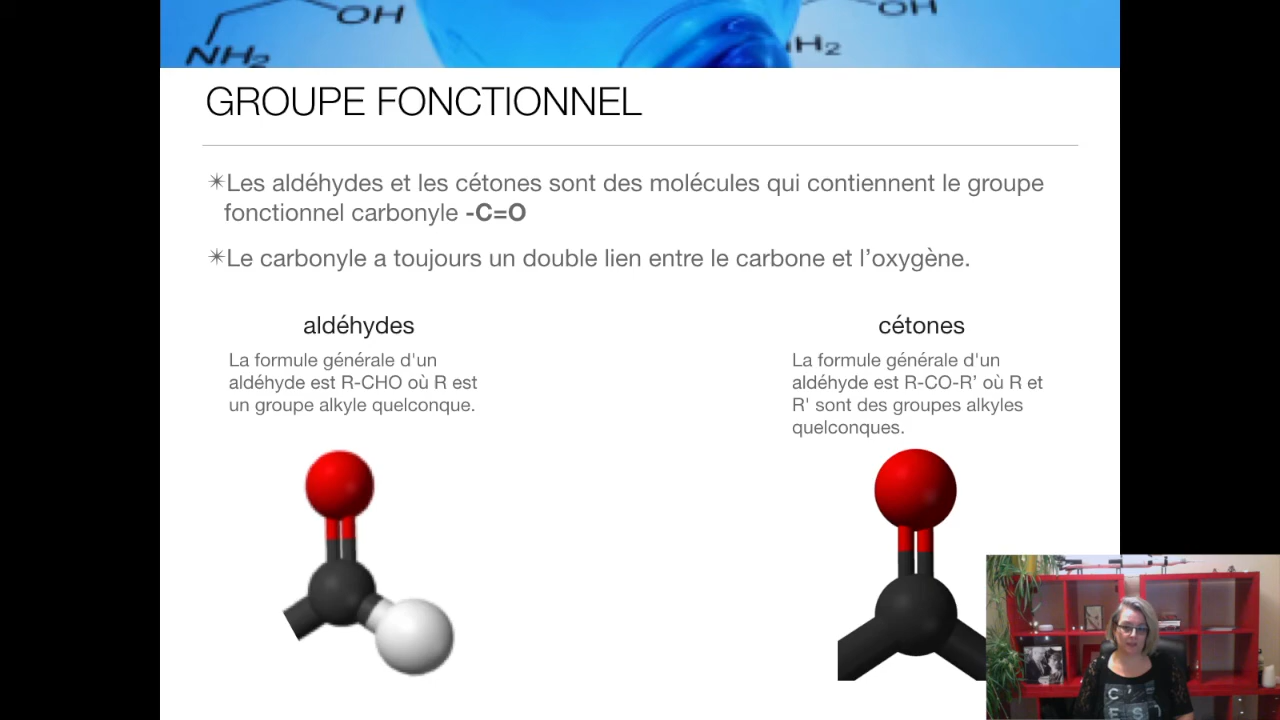 OH
OH
NH₂
H₂
GROUPE FONCTIONNEL
✴Les aldéhydes et les cétones sont des molécules qui contiennent le groupe
fonctionnel carbonyle -C=O
✴Le carbonyle a toujours un double lien entre le carbone et l’oxygène.
aldéhydes
La formule générale d'un
aldéhyde est R-CHO où R est
un groupe alkyle quelconque.
cétones
La formule générale d'un
aldéhyde est R-CO-R’ où R et
R' sont des groupes alkyles
quelconques.